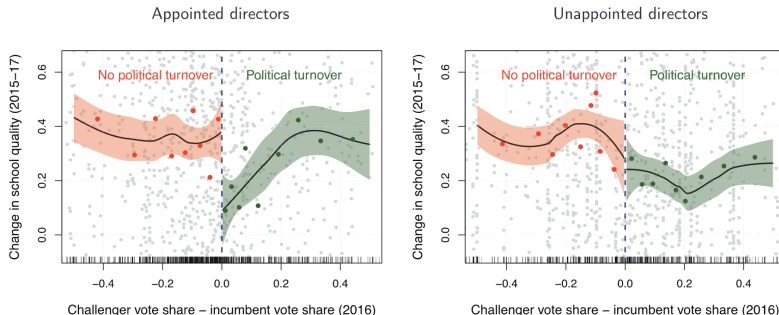 Appointed directors
No political turnover
Political turnover
Change in school quality (2015–17)
0.6
0.4
0.2
0.0
−0.4
−0.2
0.0
0.2
0.4
Challenger vote share − incumbent vote share (2016)
Unappointed directors
No political turnover
Political turnover
Change in school quality (2015–17)
0.6
0.4
0.2
0.0
−0.4
−0.2
0.0
0.2
0.4
Challenger vote share − incumbent vote share (2016)